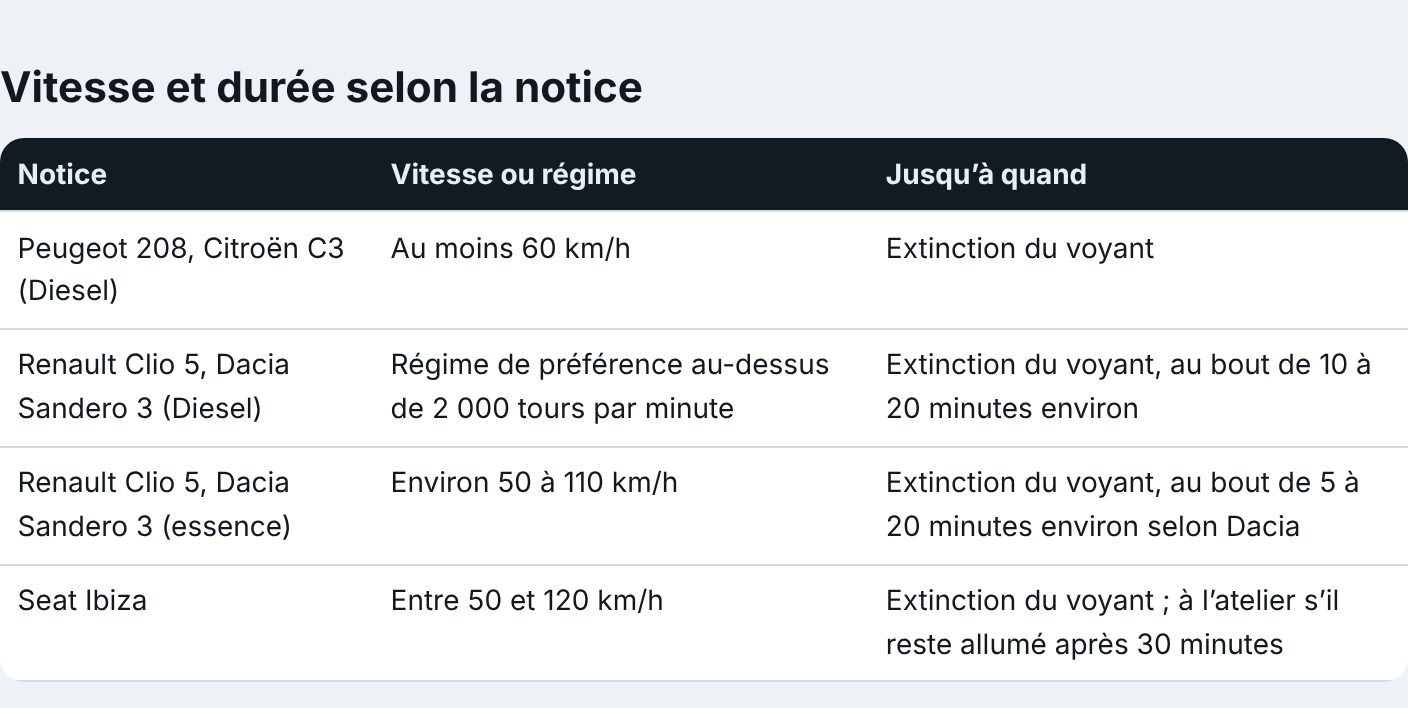 Vitesse et durée selon la notice
Notice
Vitesse ou régime
Jusqu’à quand
Peugeot 208, Citroën C3
(Diesel)
Au moins 60 km/h
Extinction du voyant
Renault Clio 5, Dacia
Sandero 3 (Diesel)
Régime de préférence au-dessus
de 2 000 tours par minute
Extinction du voyant, au bout de 10 à
20 minutes environ
Renault Clio 5, Dacia
Sandero 3 (essence)
Environ 50 à 110 km/h
Extinction du voyant, au bout de 5 à
20 minutes environ selon Dacia
Seat Ibiza
Entre 50 et 120 km/h
Extinction du voyant ; à l’atelier s’il
reste allumé après 30 minutes